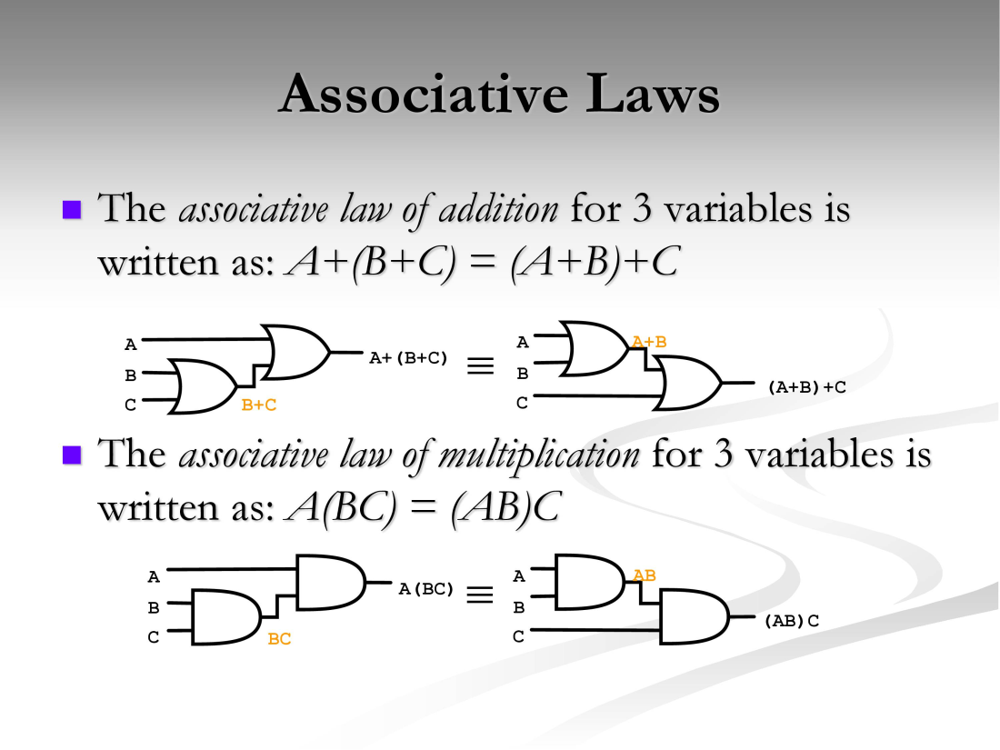 Associative Laws
The associative law of addition for 3 variables is
written as: A+(B+C) = (A+B)+C
A
B
C
B+C
A+(B+C)
≡
A
B
C
A+B
(A+B)+C
The associative law of multiplication for 3 variables is
written as: A(BC) = (AB)C
A
B
C
BC
A(BC)
≡
A
B
C
AB
(AB)C